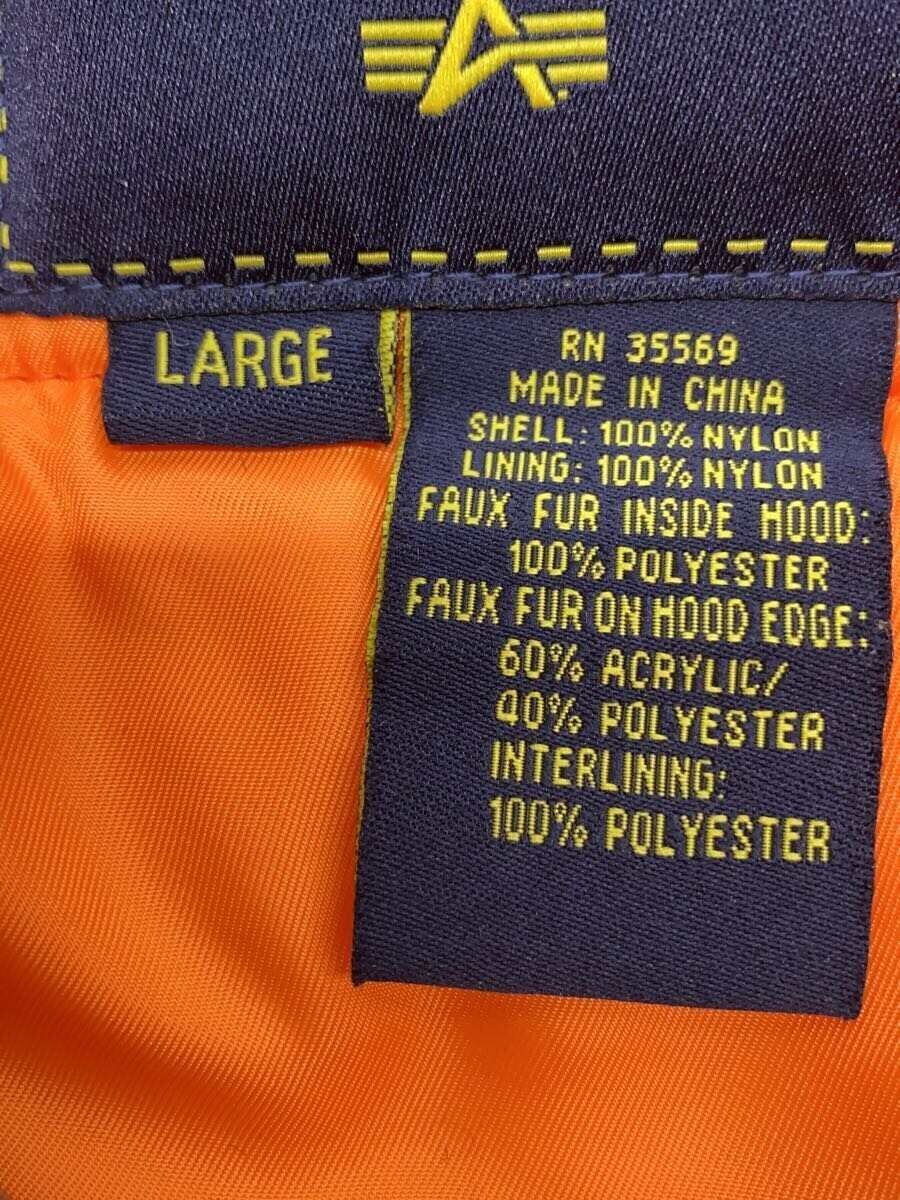 LARGE
RN 35569
MADE IN CHINA
SHELL: 100% NYLON
LINING: 100% NYLON
FAUX FUR INSIDE HOOD:
100% POLYESTER
FAUX FUR ON HOOD EDGE:
60% ACRYLIC/
40% POLYESTER
INTERLINING:
100% POLYESTER